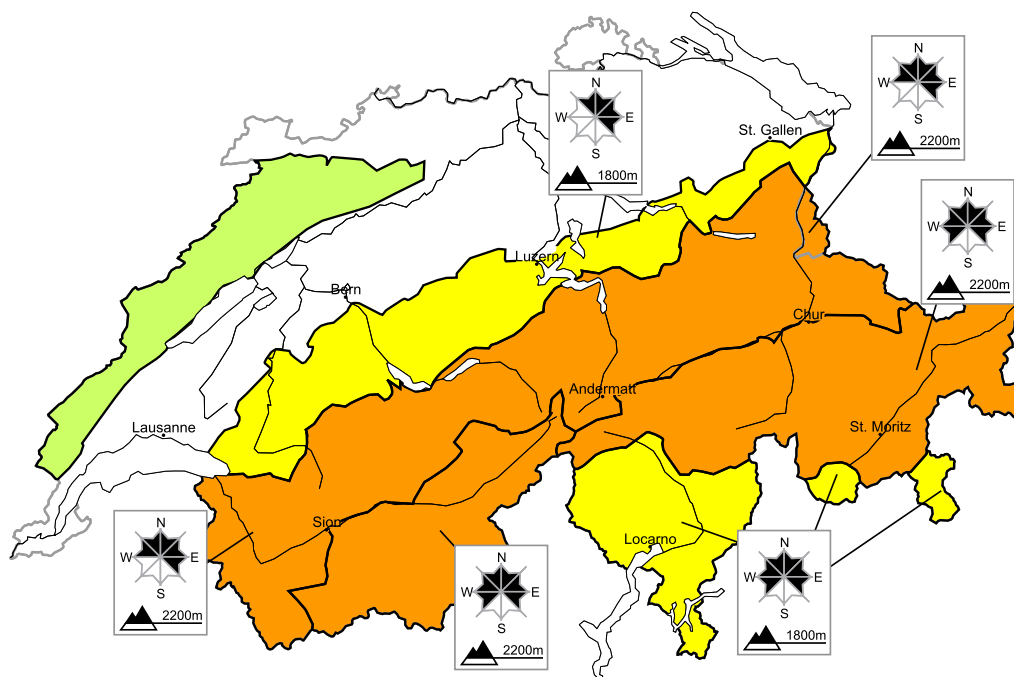 N
W E
S
2200m
N
W E
S
1800m
St. Gallen
N
W E
S
2200m
Luzern
Bern
Chur
Andermatt
Lausanne
St. Moritz
Sion
Locarno
N
W E
S
2200m
N
W E
S
2200m
N
W E
S
1800m